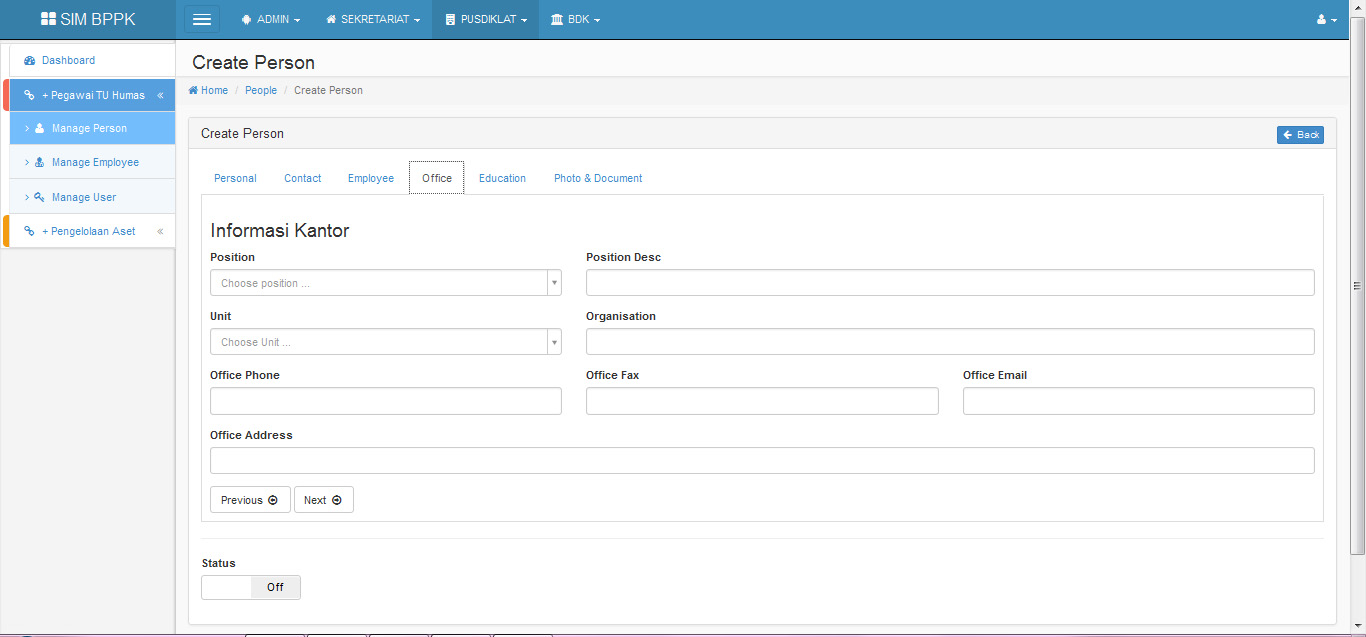 SIM BPPK ADMIN SEKRETARIAT PUSDIKLAT BDK
Dashboard
+ Pegawai TU Humas «
Manage Person
Manage Employee
Manage User
+ Pengelolaan Aset «
Create Person
Home / People / Create Person
Create Person Back
Personal Contact Employee Office Education Photo & Document
Informasi Kantor
Position Position Desc
Choose position ...
Unit Organisation
Choose Unit ...
Office Phone Office Fax Office Email
Office Address
Previous Next
Status
Off